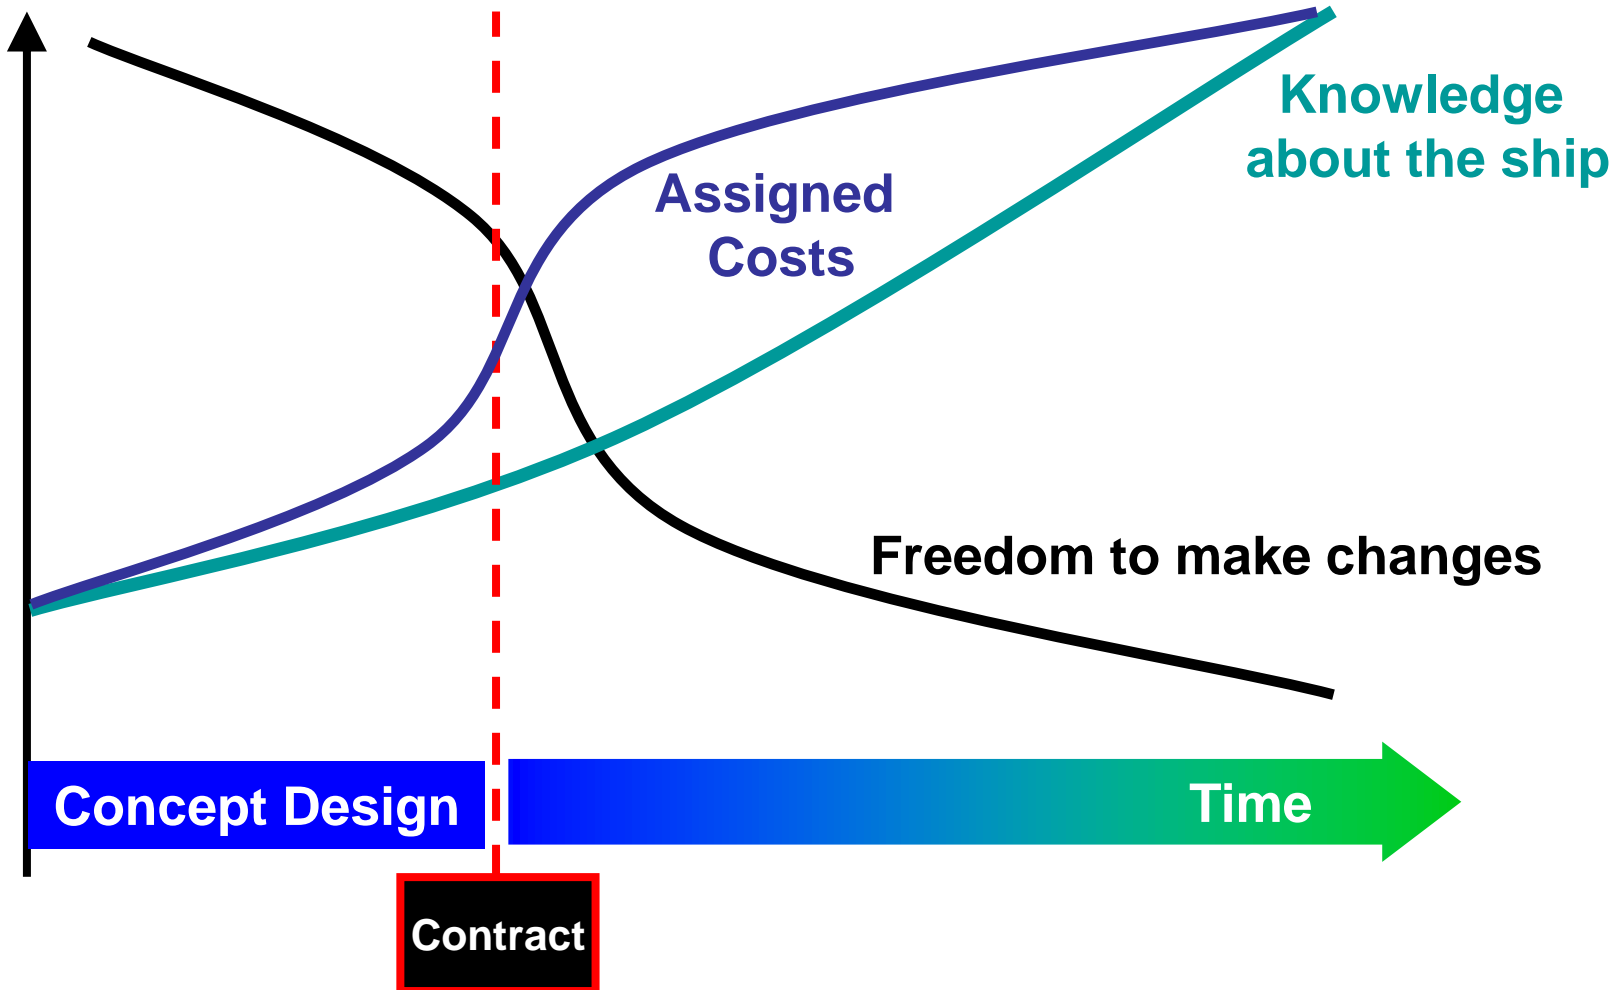 Knowledge
about the ship
Assigned
Costs
Freedom to make changes
Concept Design
Time
Contract